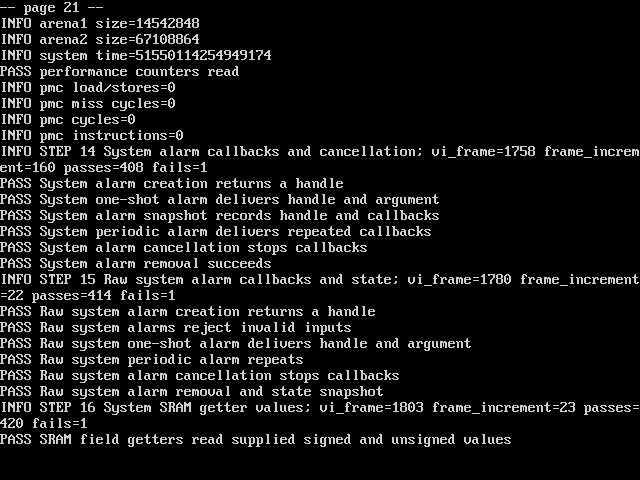 -- page 21 --
INFO arena1 size=14542848
INFO arena2 size=67108864
INFO system time=51550114254949174
PASS performance counters read
INFO pmc load/stores=0
INFO pmc miss cycles=0
INFO pmc cycles=0
INFO pmc instructions=0
INFO STEP 14 System alarm callbacks and cancellation; vi_frame=1758 frame_increm
ent=160 passes=408 fails=1
PASS System alarm creation returns a handle
PASS System one-shot alarm delivers handle and argument
PASS System alarm snapshot records handle and callbacks
PASS System periodic alarm delivers repeated callbacks
PASS System alarm cancellation stops callbacks
PASS System alarm removal succeeds
INFO STEP 15 Raw system alarm callbacks and state; vi_frame=1780 frame_increment
=22 passes=414 fails=1
PASS Raw system alarm creation returns a handle
PASS Raw system alarms reject invalid inputs
PASS Raw system one-shot alarm delivers handle and argument
PASS Raw system periodic alarm repeats
PASS Raw system alarm cancellation stops callbacks
PASS Raw system alarm removal and state snapshot
INFO STEP 16 System SRAM getter values; vi_frame=1803 frame_increment=23 passes=
420 fails=1
PASS SRAM field getters read supplied signed and unsigned values